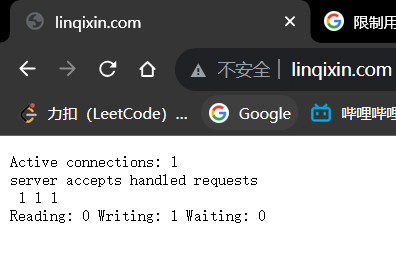 linqixin.com
限制用
不安全
linqixin.com
力扣（LeetCode）...
Google
哔哩哔哩
Active connections: 1
server accepts handled requests
1 1 1
Reading: 0 Writing: 1 Waiting: 0